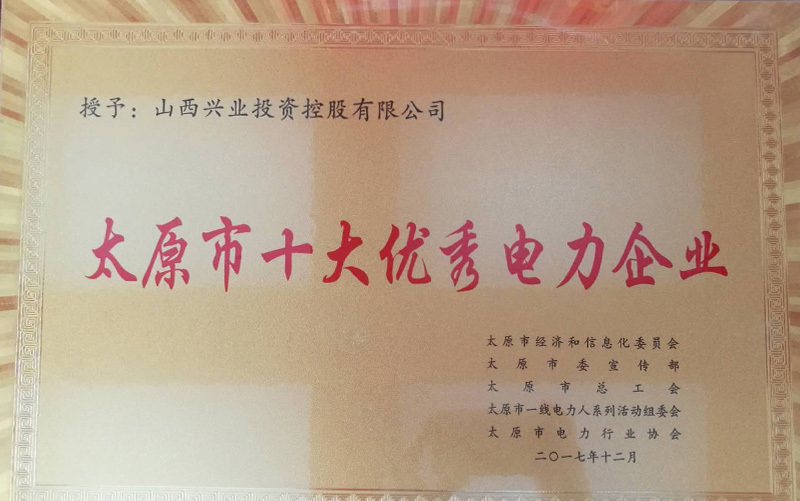 授予：山西兴业投资控股有限公司
太原市十大优秀电力企业
太原市经济和信息化委员会
太原市委宣传部
太原市总工会
太原市一线电力人系列活动组委会
太原市电力行业协会
二〇一七年十二月